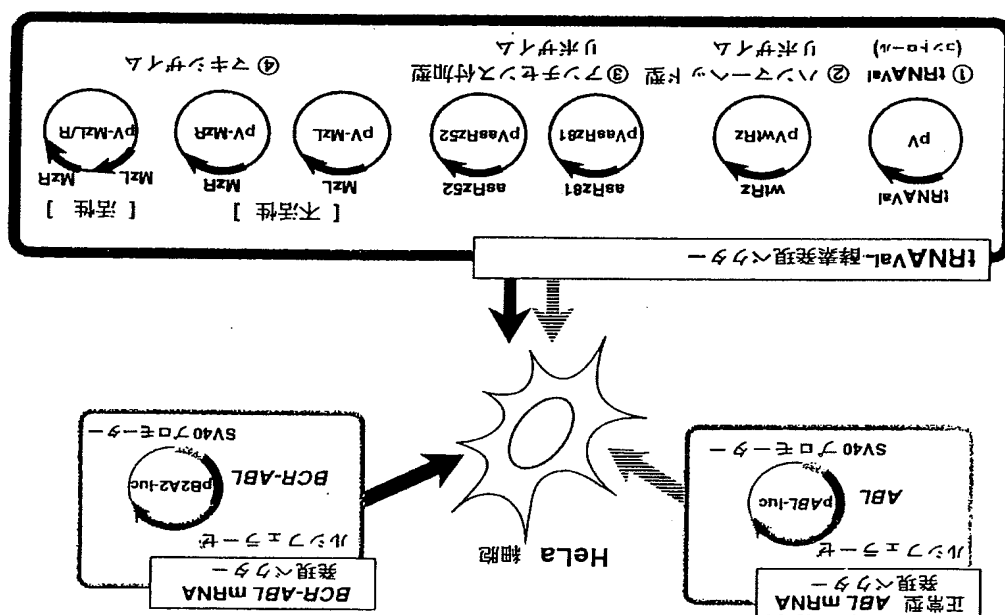 正常型 ABL mRNA
発現ベクター
ルシフェラーゼ
pABL-luc
ABL
SV40プロモーター
HeLa 細胞
BCR-ABL mRNA
発現ベクター
ルシフェラーゼ
pB2A2-luc
BCR-ABL
SV40プロモーター
tRNAVal-酵素発現ベクター
[ 不活性 ]
[ 活性 ]
tRNAVal
wtRz
asRz81
asRz52
MzL
MzR
MzL
MzR
pV
pVwtRz
pVasRz81
pVasRz52
pV-MzL
pV-MzR
pV-MzL/R
① tRNAVal
(コントロール)
② ハンマーヘッド型
リボザイム
③ アンチセンス付加型
リボザイム
④ マキシザイム